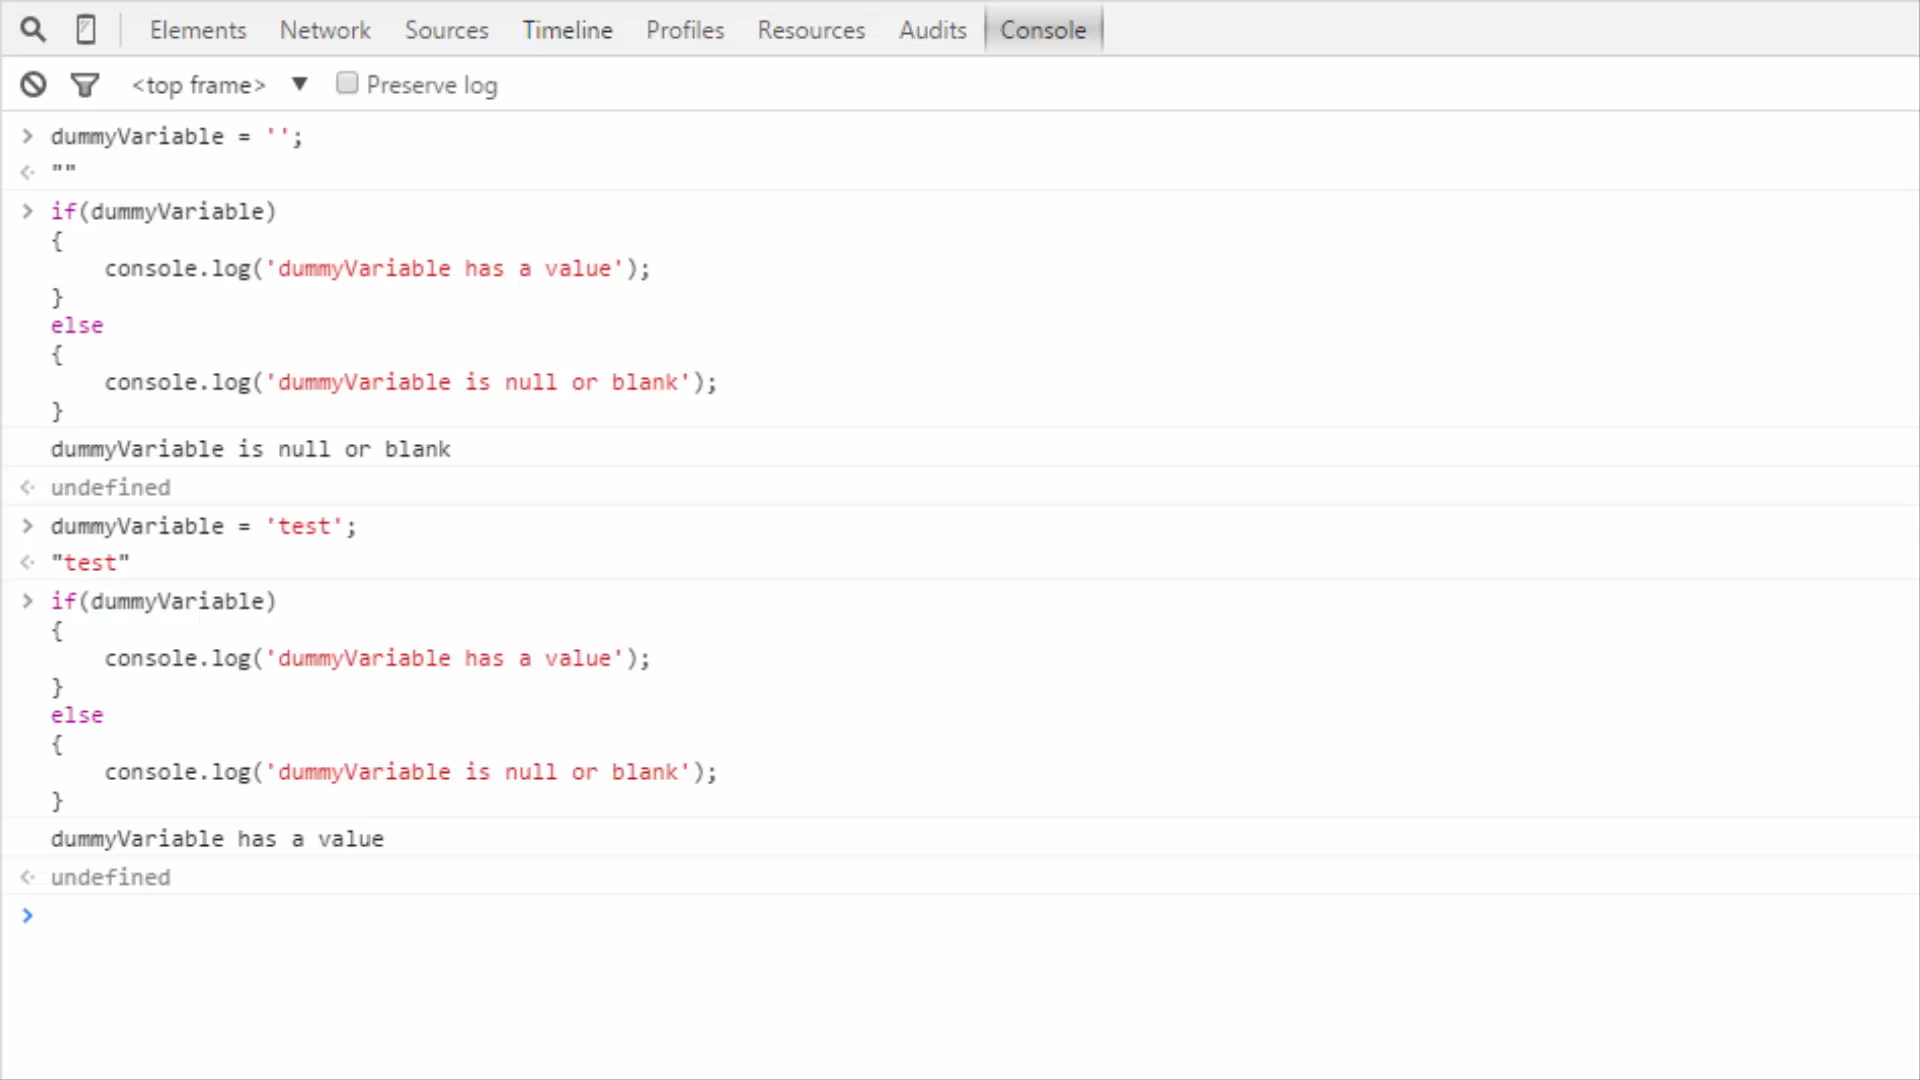 Elements Network Sources Timeline Profiles Resources Audits Console
<top frame> ▼ Preserve log
> dummyVariable = '';
""
> if(dummyVariable)
{
    console.log('dummyVariable has a value');
}
else
{
    console.log('dummyVariable is null or blank');
}
dummyVariable is null or blank
undefined
> dummyVariable = 'test';
"test"
> if(dummyVariable)
{
    console.log('dummyVariable has a value');
}
else
{
    console.log('dummyVariable is null or blank');
}
dummyVariable has a value
undefined
>